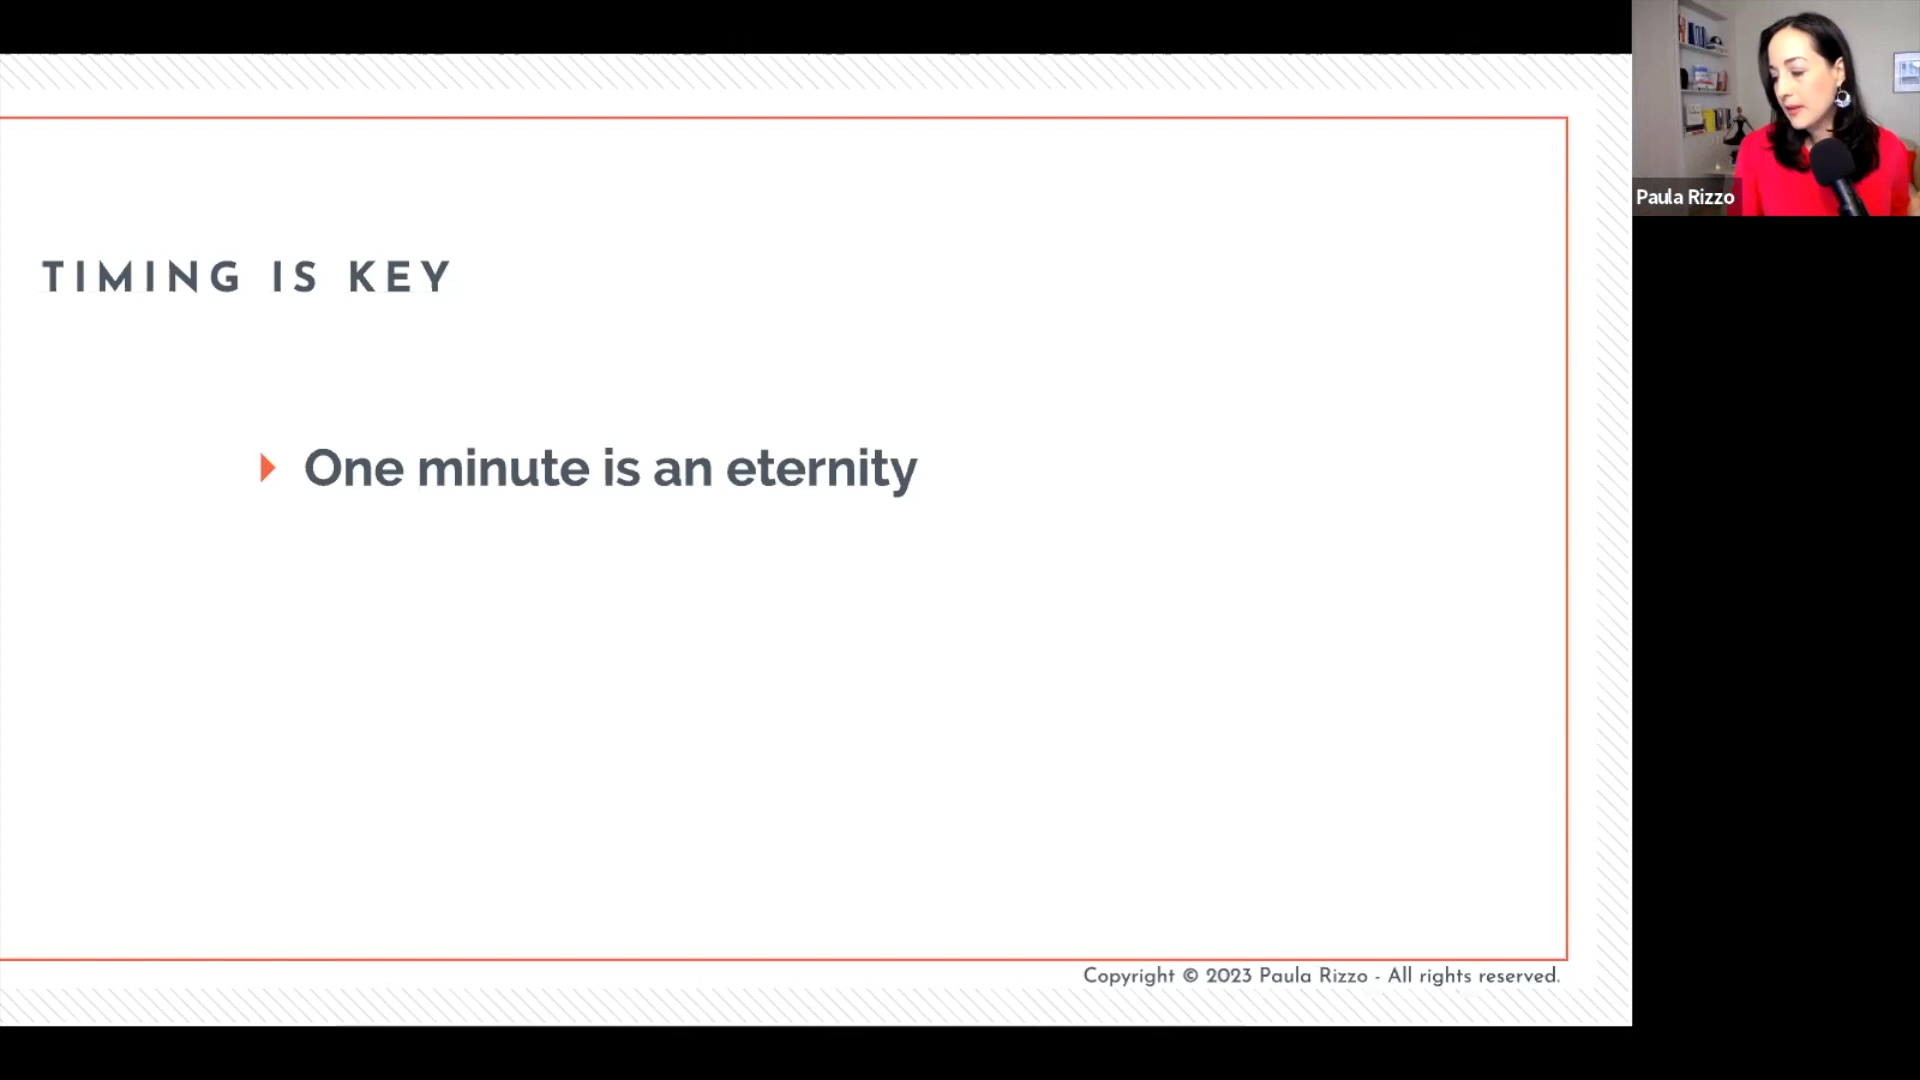 TIMING IS KEY
One minute is an eternity
Copyright © 2023 Paula Rizzo - All rights reserved.
Paula Rizzo